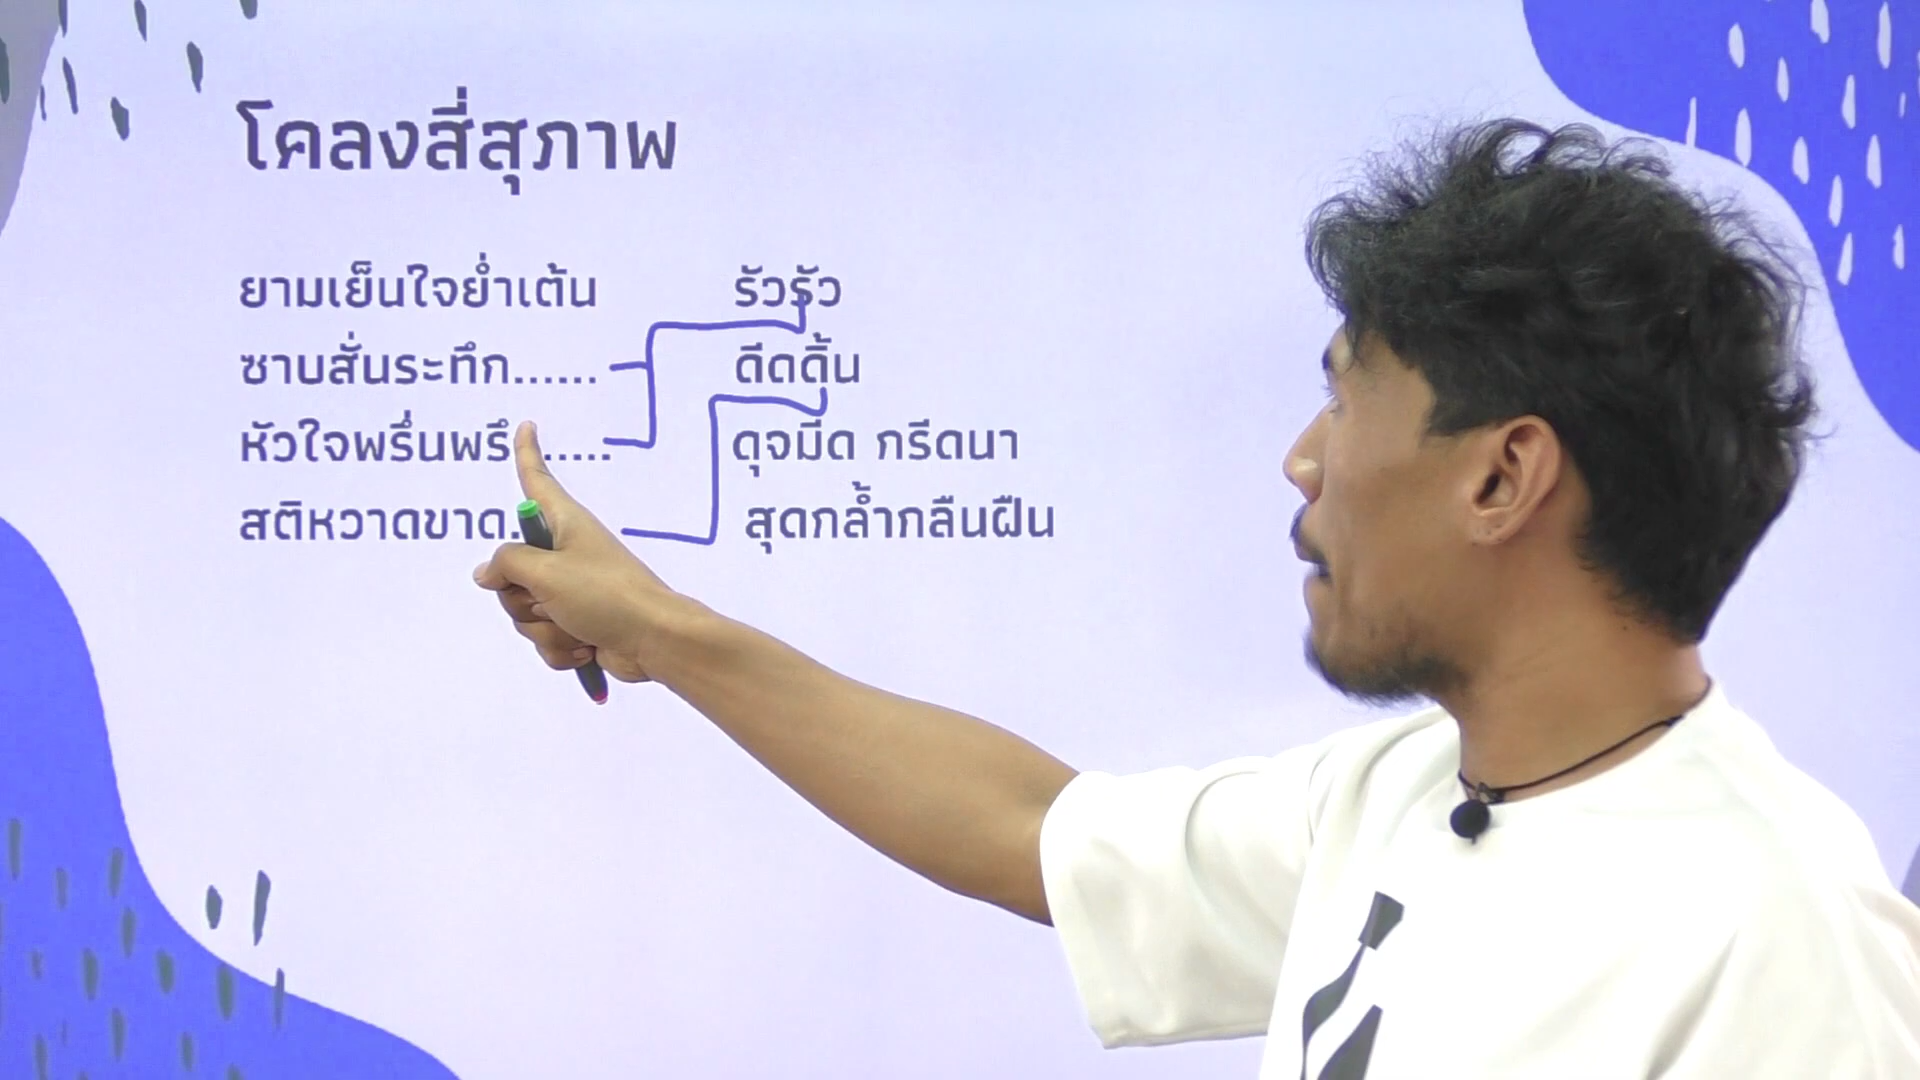 โคลงสี่สุภาพ
ยามเย็นใจย่ำเต้น รัวรัว
ซาบสั่นระทึก...... ดีดดิ้น
หัวใจพรึ่นพรึ ..... ดุจมีด กรีดนา
สติหวาดขาด. สุดกล้ำกลืนฝืน